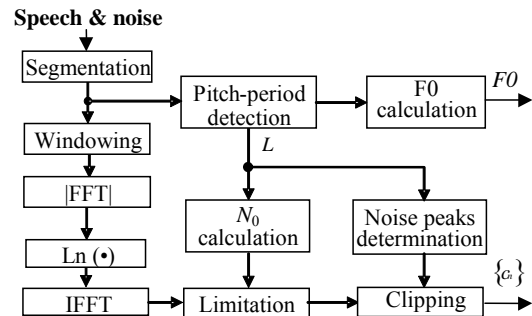 Speech & noise
Segmentation
Pitch-period
detection
F0
calculation
F0
Windowing
L
|FFT|
N₀
calculation
Noise peaks
determination
Ln (•)
IFFT
Limitation
Clipping